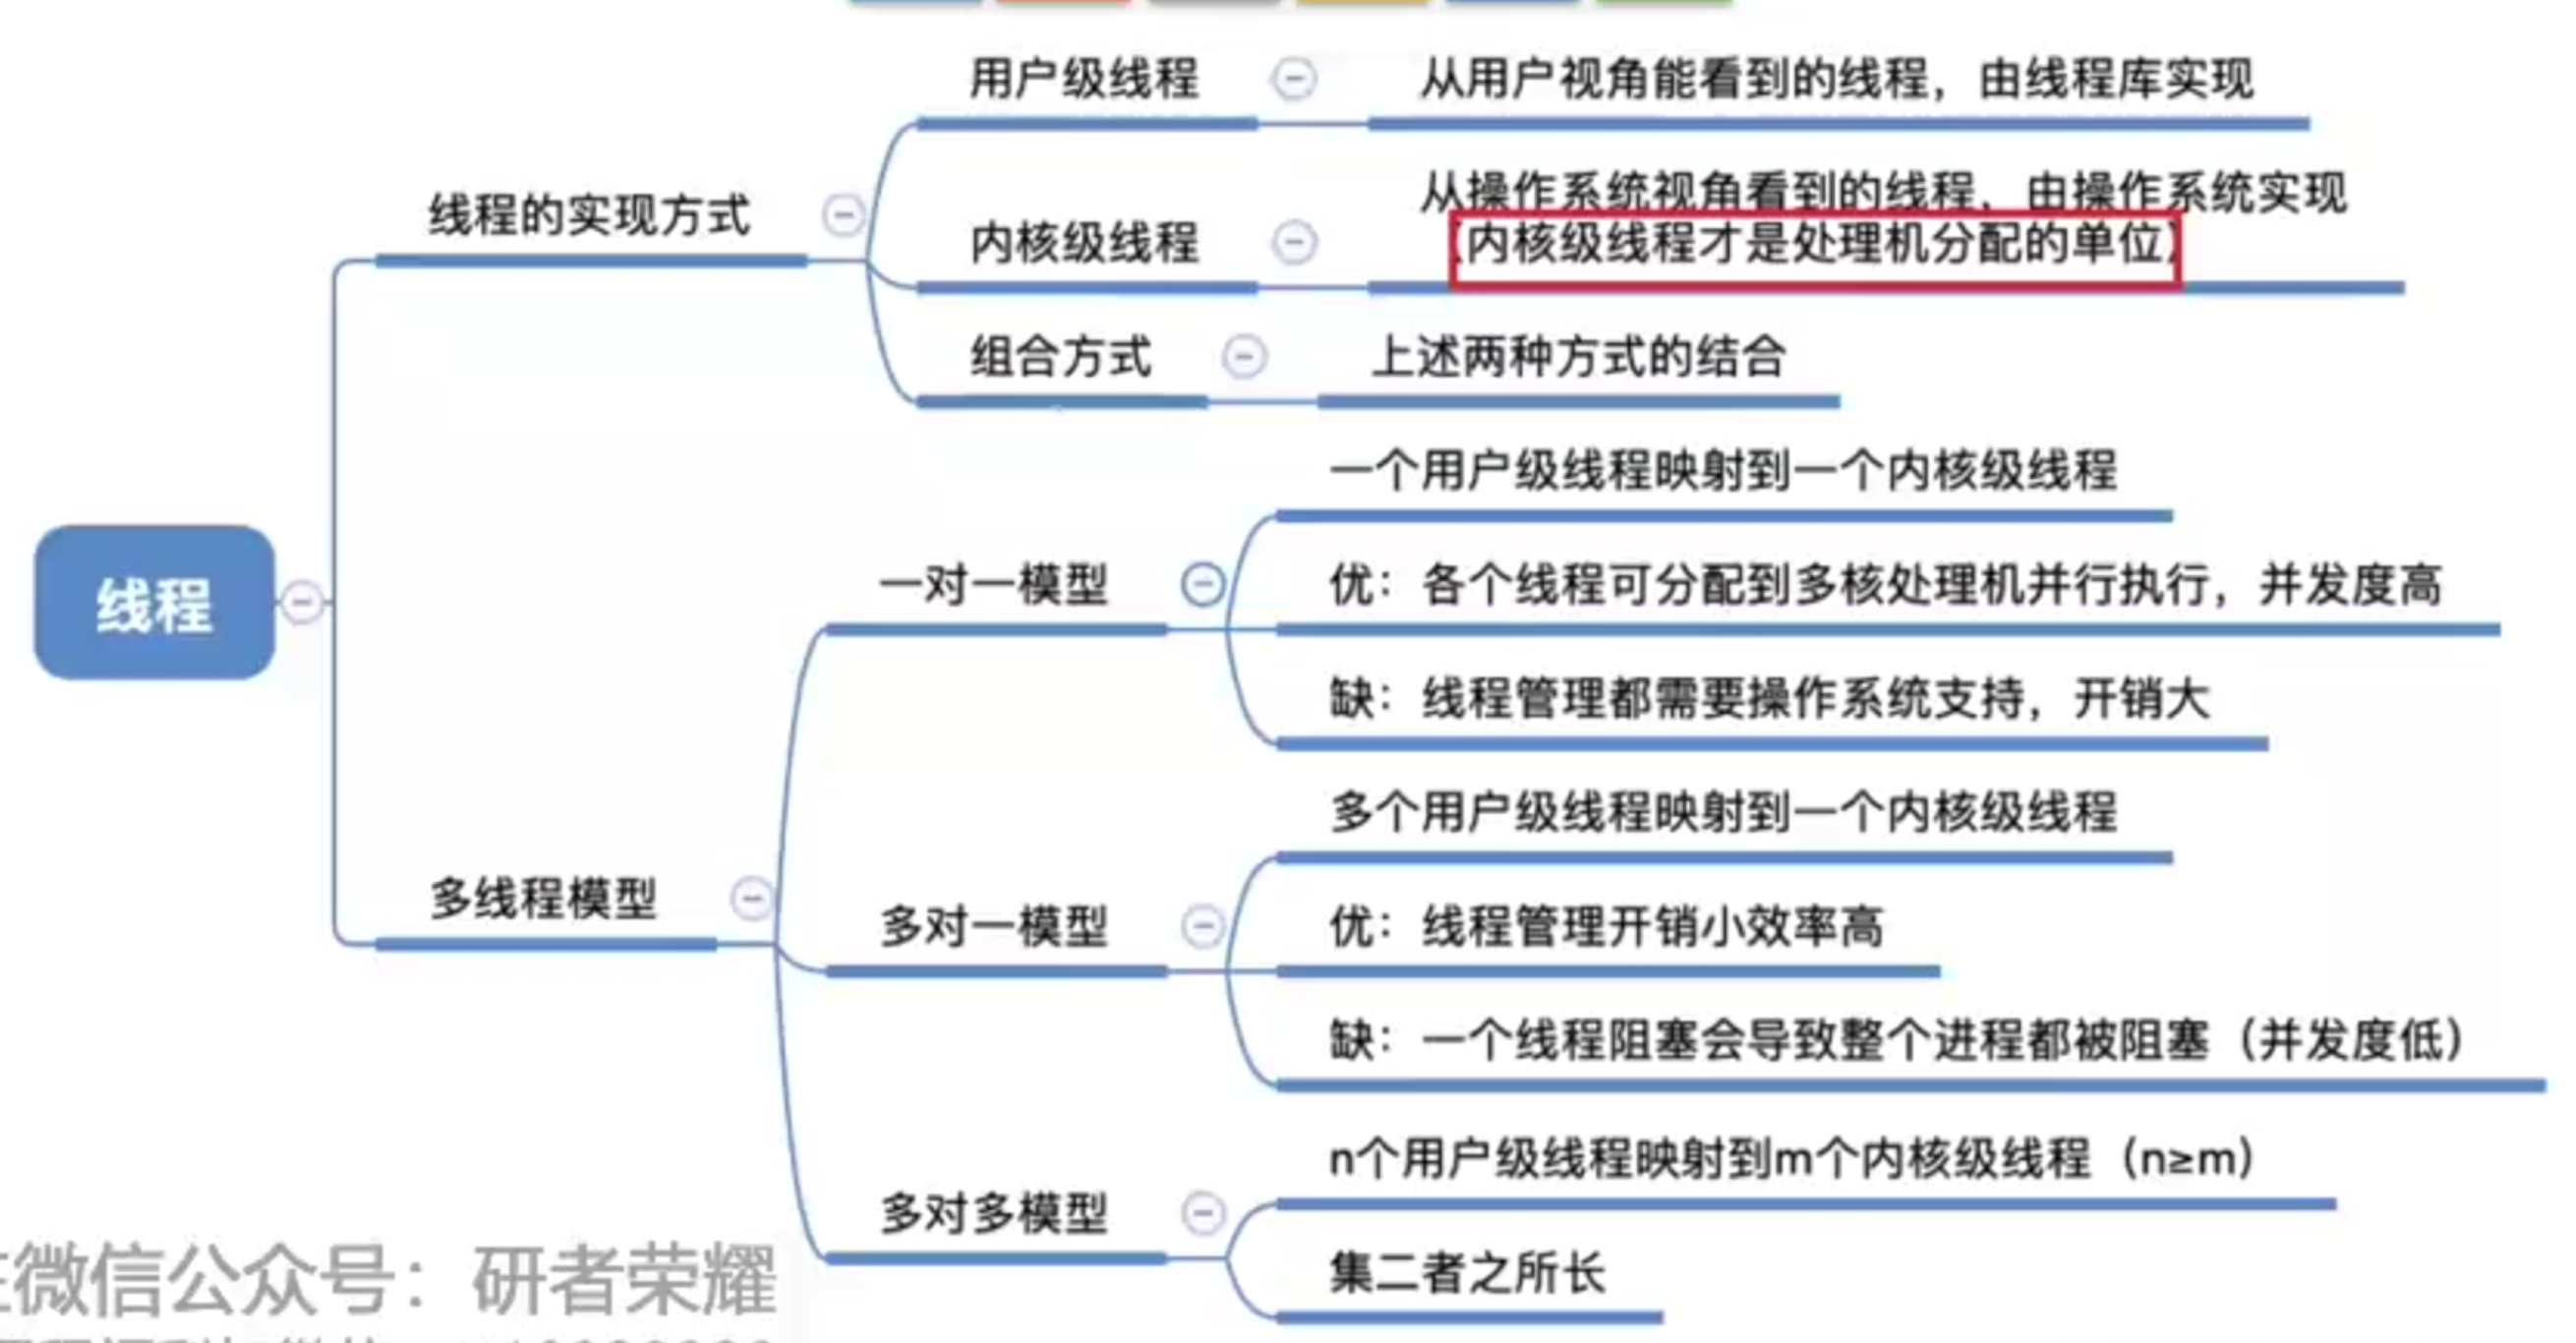 用户级线程
从用户视角能看到的线程，由线程库实现
线程的实现方式
内核级线程
从操作系统视角看到的线程，由操作系统实现
（内核级线程才是处理机分配的单位）
组合方式
上述两种方式的结合
线程
多线程模型
一对一模型
一个用户级线程映射到一个内核级线程
优：各个线程可分配到多核处理机并行执行，并发度高
缺：线程管理都需要操作系统支持，开销大
多对一模型
多个用户级线程映射到一个内核级线程
优：线程管理开销小效率高
缺：一个线程阻塞会导致整个进程都被阻塞（并发度低）
多对多模型
n个用户级线程映射到m个内核级线程（n≥m）
集二者之所长
微信公众号：研者荣耀